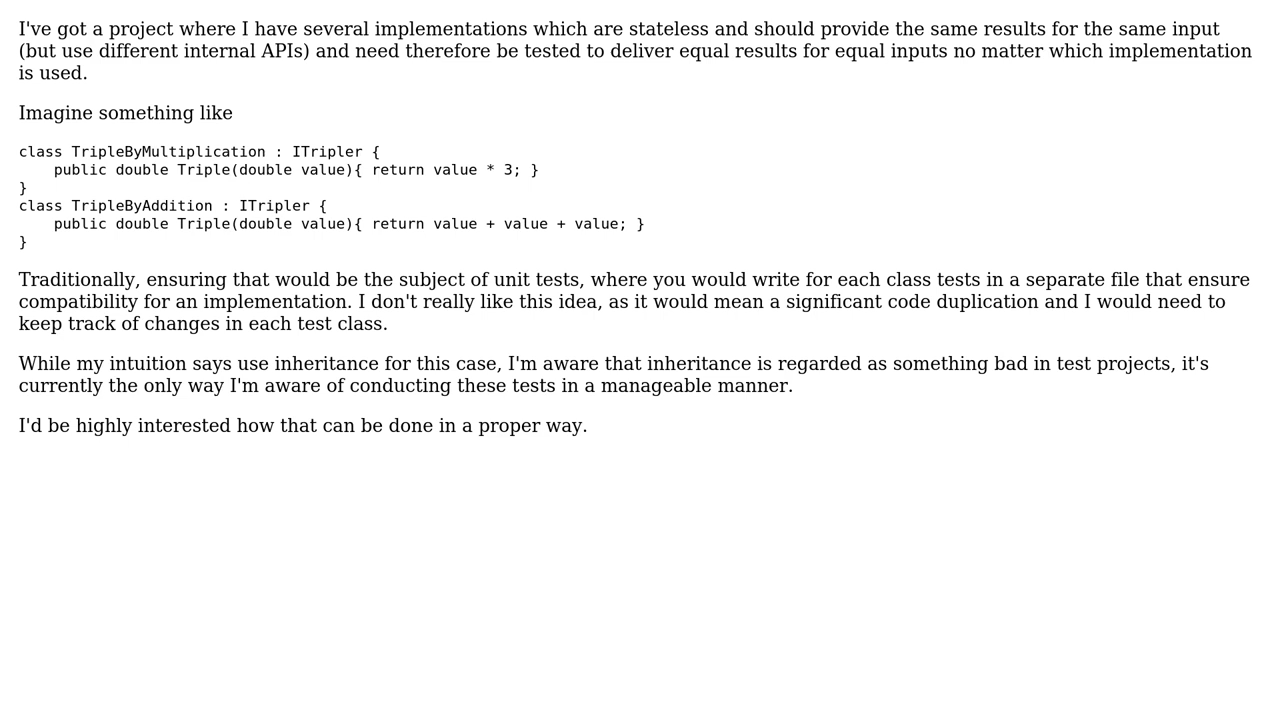 I've got a project where I have several implementations which are stateless and should provide the same results for the same input
(but use different internal APIs) and need therefore be tested to deliver equal results for equal inputs no matter which implementation
is used.
Imagine something like
class TripleByMultiplication : ITripler {
    public double Triple(double value){ return value * 3; }
}
class TripleByAddition : ITripler {
    public double Triple(double value){ return value + value + value; }
}
Traditionally, ensuring that would be the subject of unit tests, where you would write for each class tests in a separate file that ensure
compatibility for an implementation. I don't really like this idea, as it would mean a significant code duplication and I would need to
keep track of changes in each test class.
While my intuition says use inheritance for this case, I'm aware that inheritance is regarded as something bad in test projects, it's
currently the only way I'm aware of conducting these tests in a manageable manner.
I'd be highly interested how that can be done in a proper way.